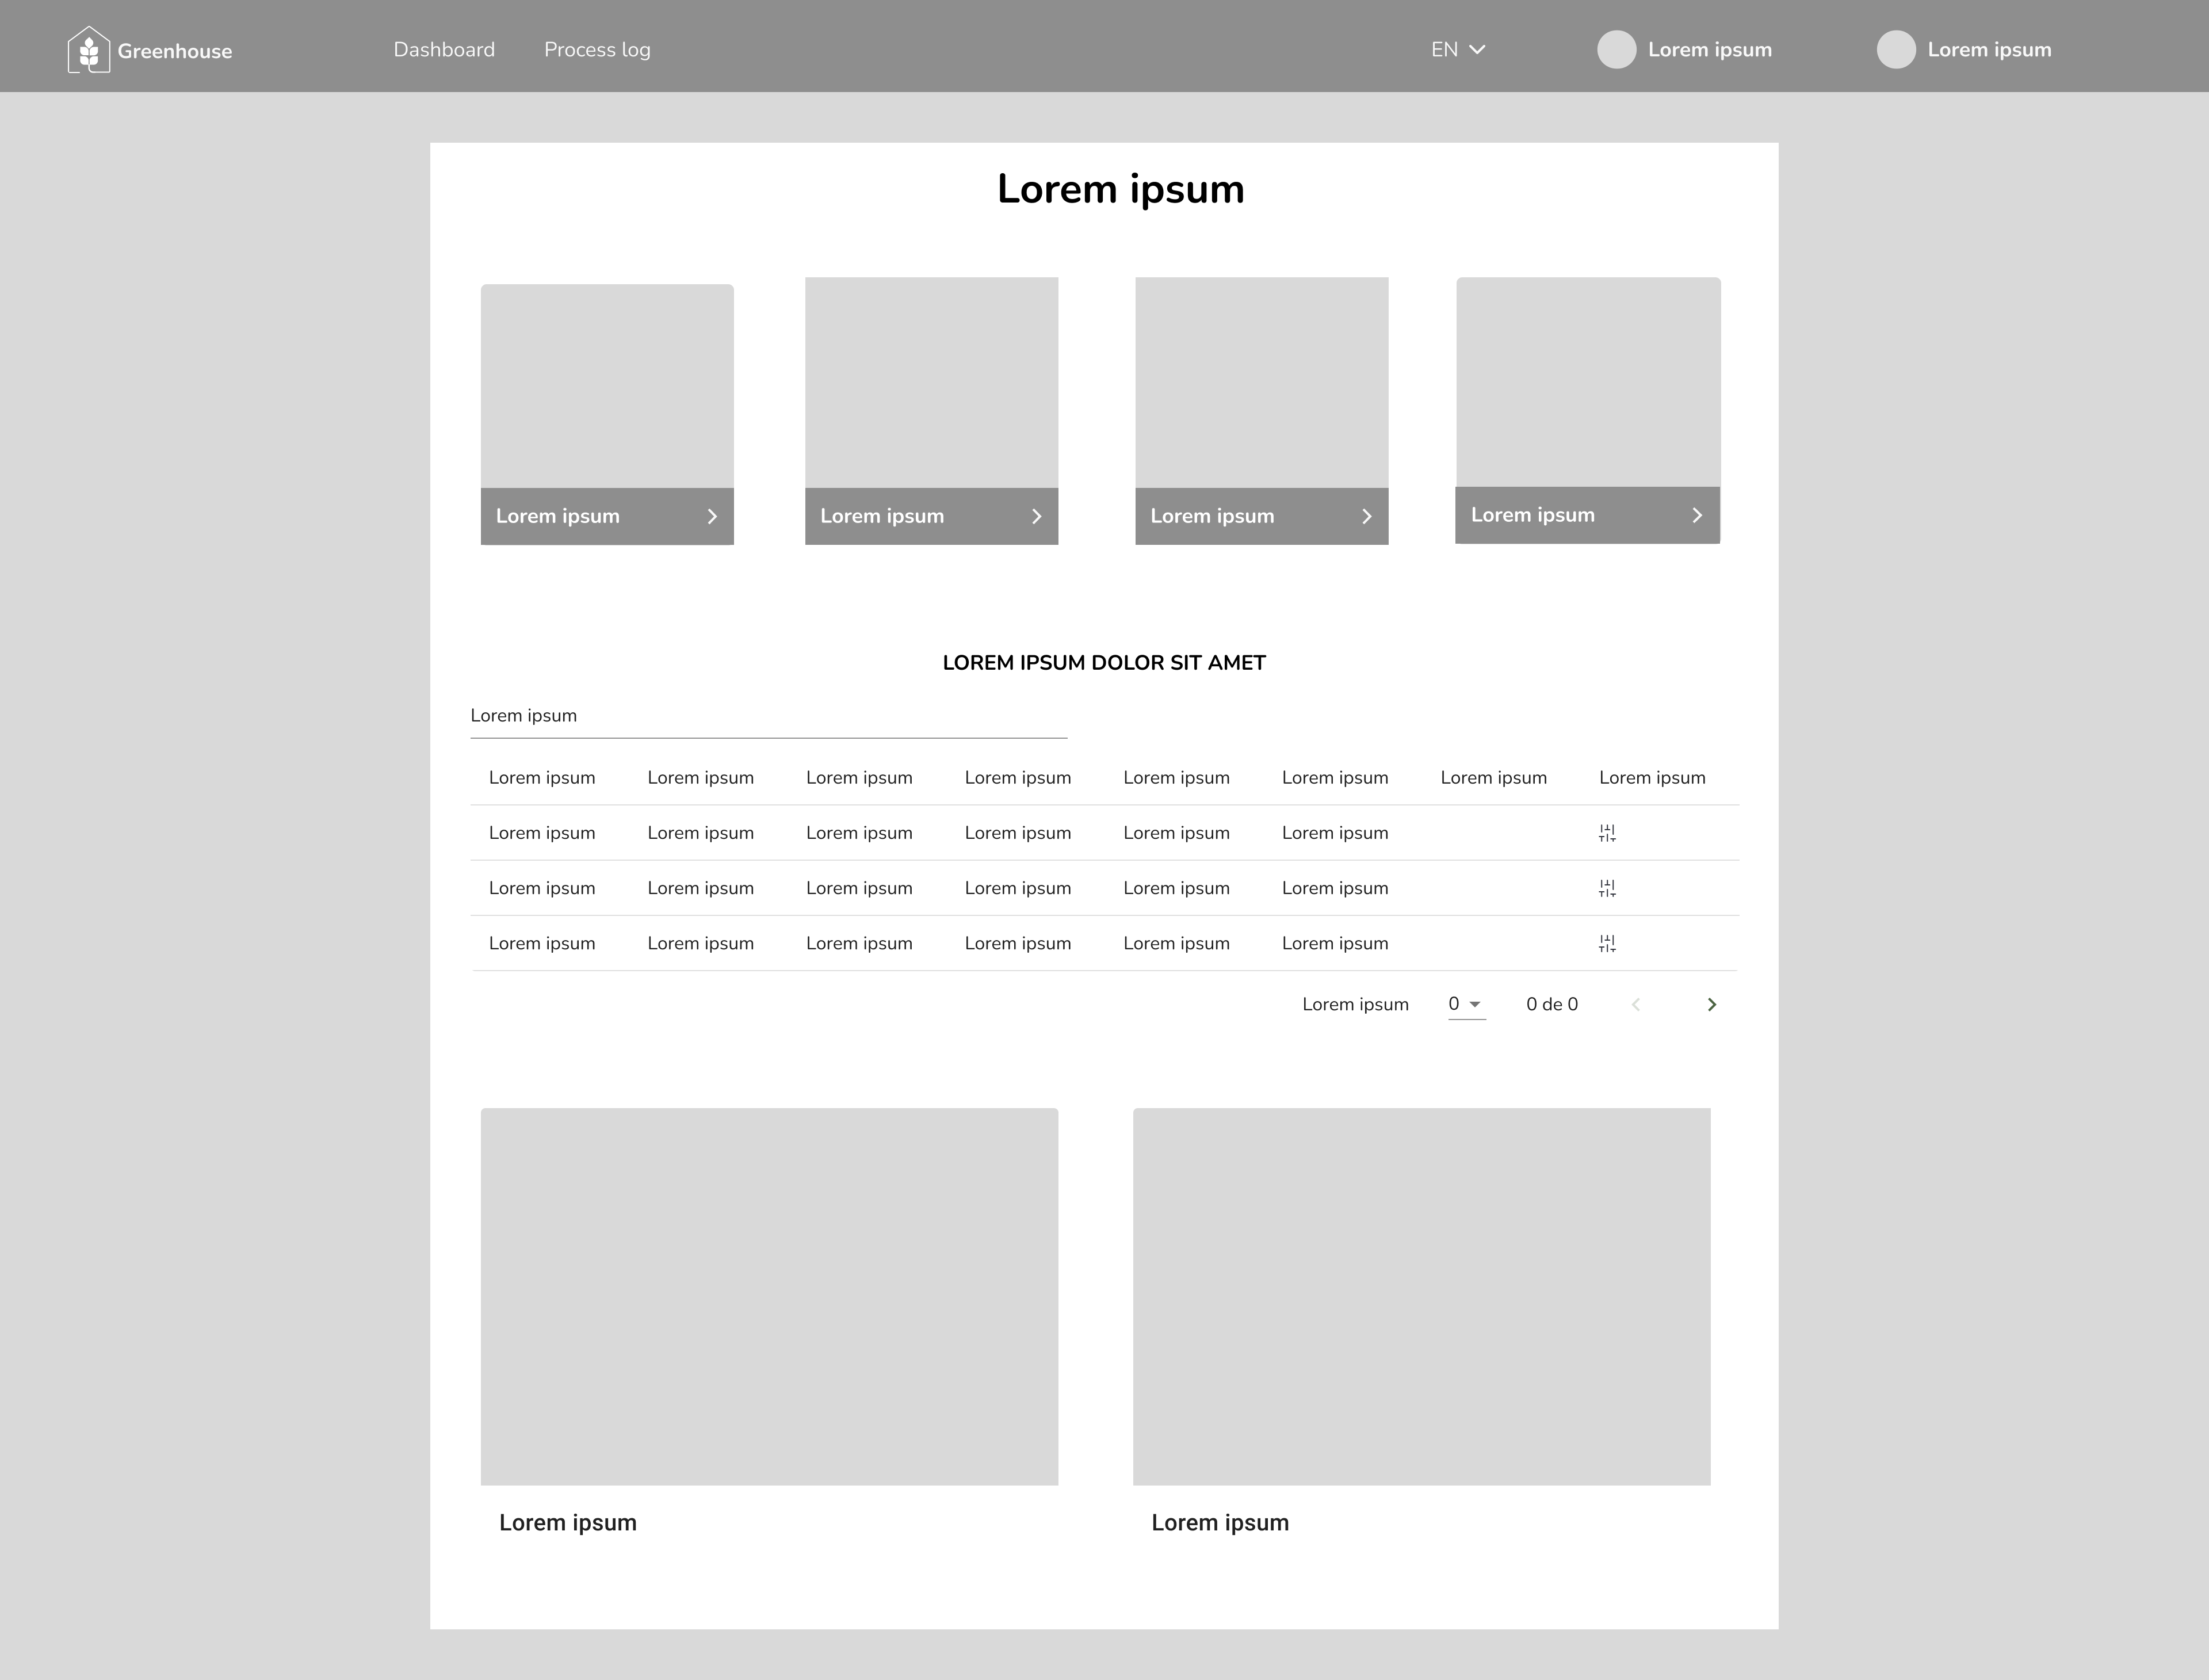 Greenhouse Dashboard Process log EN Lorem ipsum Lorem ipsum
Lorem ipsum
Lorem ipsum Lorem ipsum Lorem ipsum Lorem ipsum
LOREM IPSUM DOLOR SIT AMET
Lorem ipsum
Lorem ipsum Lorem ipsum Lorem ipsum Lorem ipsum Lorem ipsum Lorem ipsum Lorem ipsum Lorem ipsum
Lorem ipsum Lorem ipsum Lorem ipsum Lorem ipsum Lorem ipsum Lorem ipsum
Lorem ipsum Lorem ipsum Lorem ipsum Lorem ipsum Lorem ipsum Lorem ipsum
Lorem ipsum Lorem ipsum Lorem ipsum Lorem ipsum Lorem ipsum Lorem ipsum
Lorem ipsum 0 0 de 0
Lorem ipsum Lorem ipsum